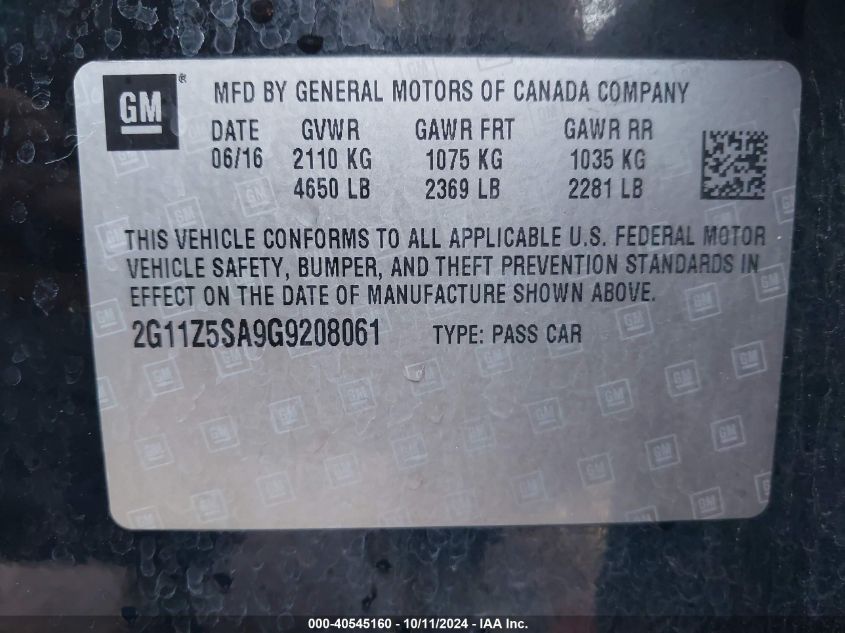 GM ® MFD BY GENERAL MOTORS OF CANADA COMPANY
DATE GVWR GAWR FRT GAWR RR
06/16 2110 KG 1075 KG 1035 KG
4650 LB 2369 LB 2281 LB
THIS VEHICLE CONFORMS TO ALL APPLICABLE U.S. FEDERAL MOTOR
VEHICLE SAFETY, BUMPER, AND THEFT PREVENTION STANDARDS IN
EFFECT ON THE DATE OF MANUFACTURE SHOWN ABOVE.
2G11Z5SA9G9208061 TYPE: PASS CAR
000-40545160 - 10/11/2024 - IAA Inc.